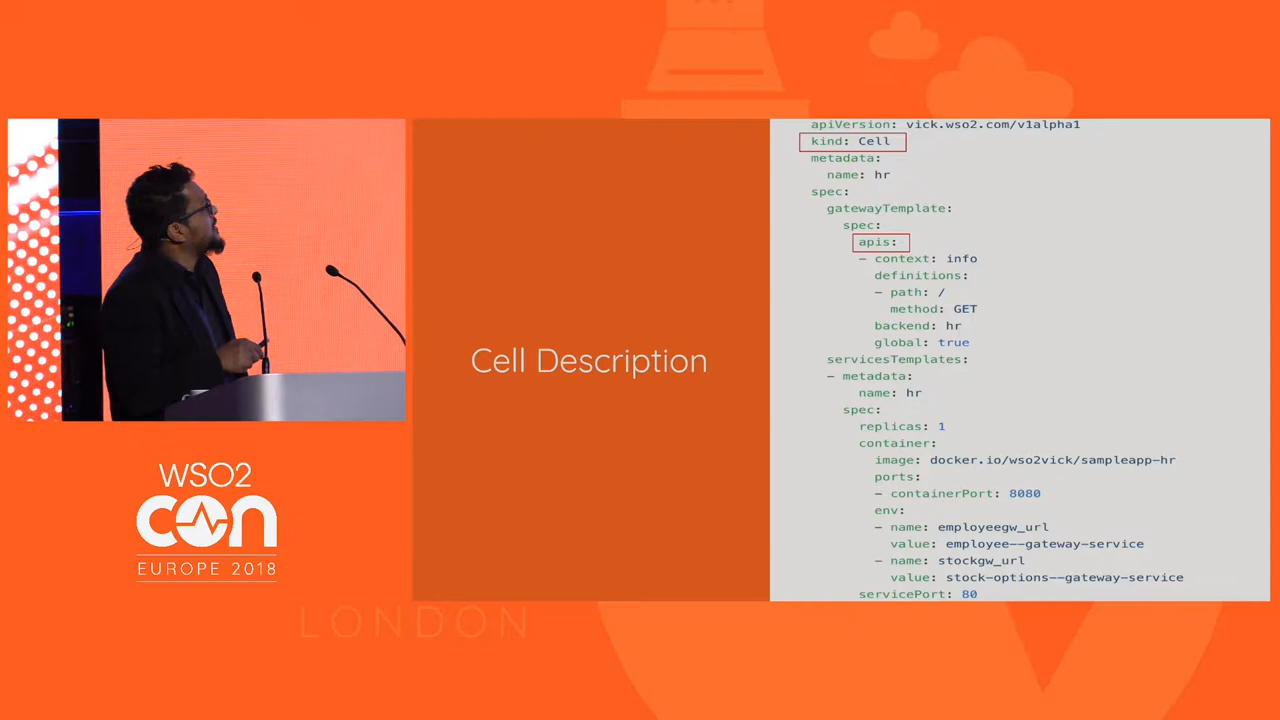 WSO2
con
EUROPE 2018
LONDON
Cell Description
apiVersion: vick.wso2.com/v1alpha1
kind: Cell
metadata:
  name: hr
spec:
  gatewayTemplate:
    spec:
      apis:
      - context: info
        definitions:
        - path: /
          method: GET
        backend: hr
        global: true
  servicesTemplates:
  - metadata:
      name: hr
    spec:
      replicas: 1
      container:
        image: docker.io/wso2vick/sampleapp-hr
        ports:
        - containerPort: 8080
        env:
        - name: employeegw_url
          value: employee--gateway-service
        - name: stockgw_url
          value: stock-options--gateway-service
      servicePort: 80